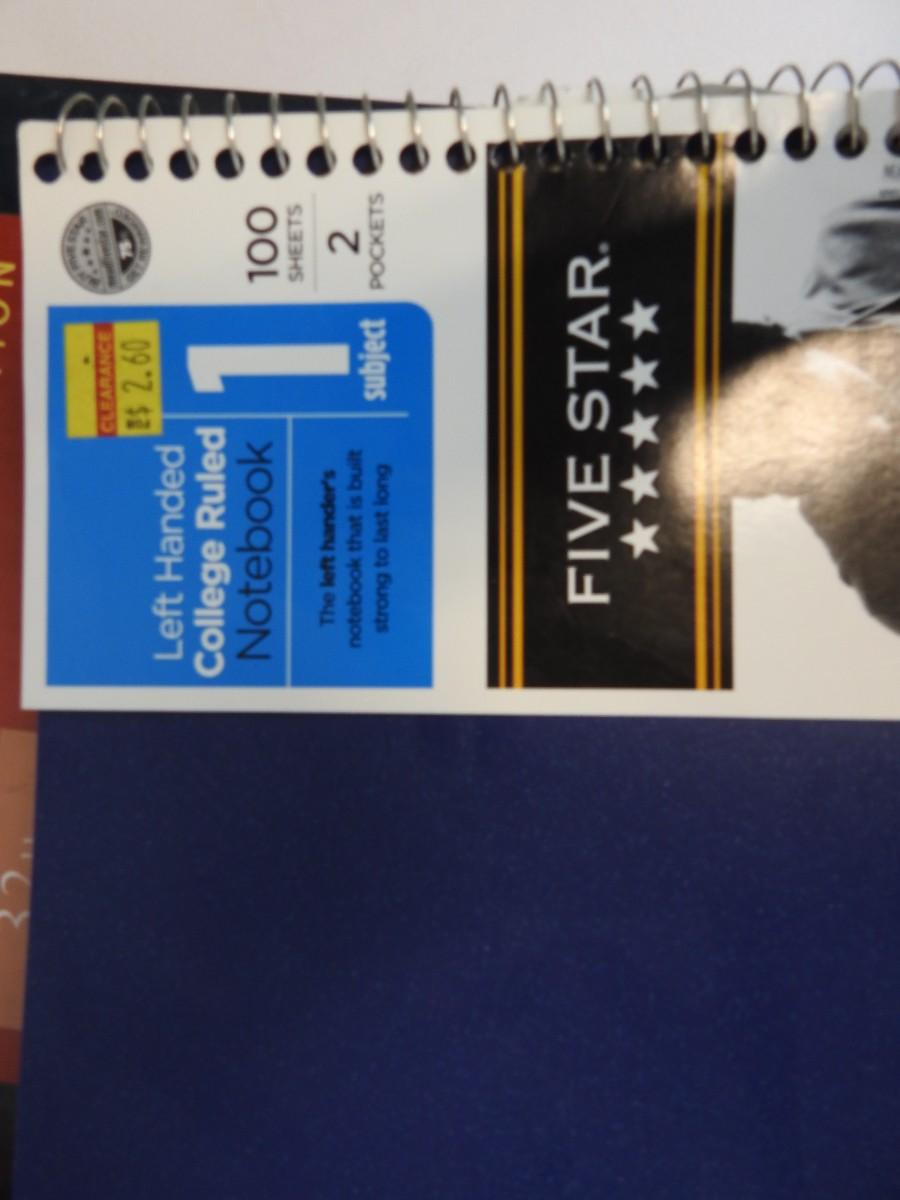 CLEARANCE
B$ 2.60
Left Handed
College Ruled
Notebook
1
subject
The left hander's
notebook that is built
strong to last long
100
SHEETS
2
POCKETS
FIVE STAR®